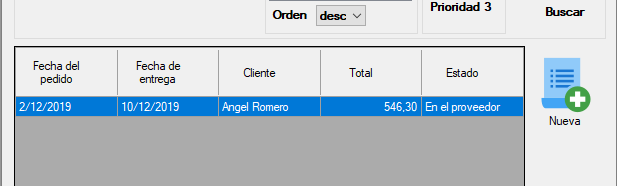 Prioridad 3
Orden desc
Buscar
Fecha del pedido Fecha de entrega Cliente Total Estado
2/12/2019 10/12/2019 Angel Romero 546,30 En el proveedor
Nueva